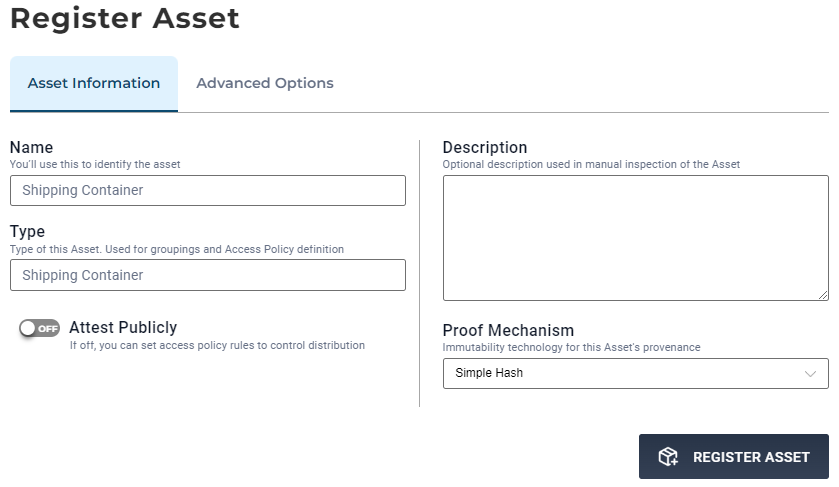 Register Asset
Asset Information
Advanced Options
Name
You'll use this to identify the asset
Shipping Container
Type
Type of this Asset. Used for groupings and Access Policy definition
Shipping Container
OFF
Attest Publicly
If off, you can set access policy rules to control distribution
Description
Optional description used in manual inspection of the Asset
Proof Mechanism
Immutability technology for this Asset's provenance
Simple Hash
REGISTER ASSET